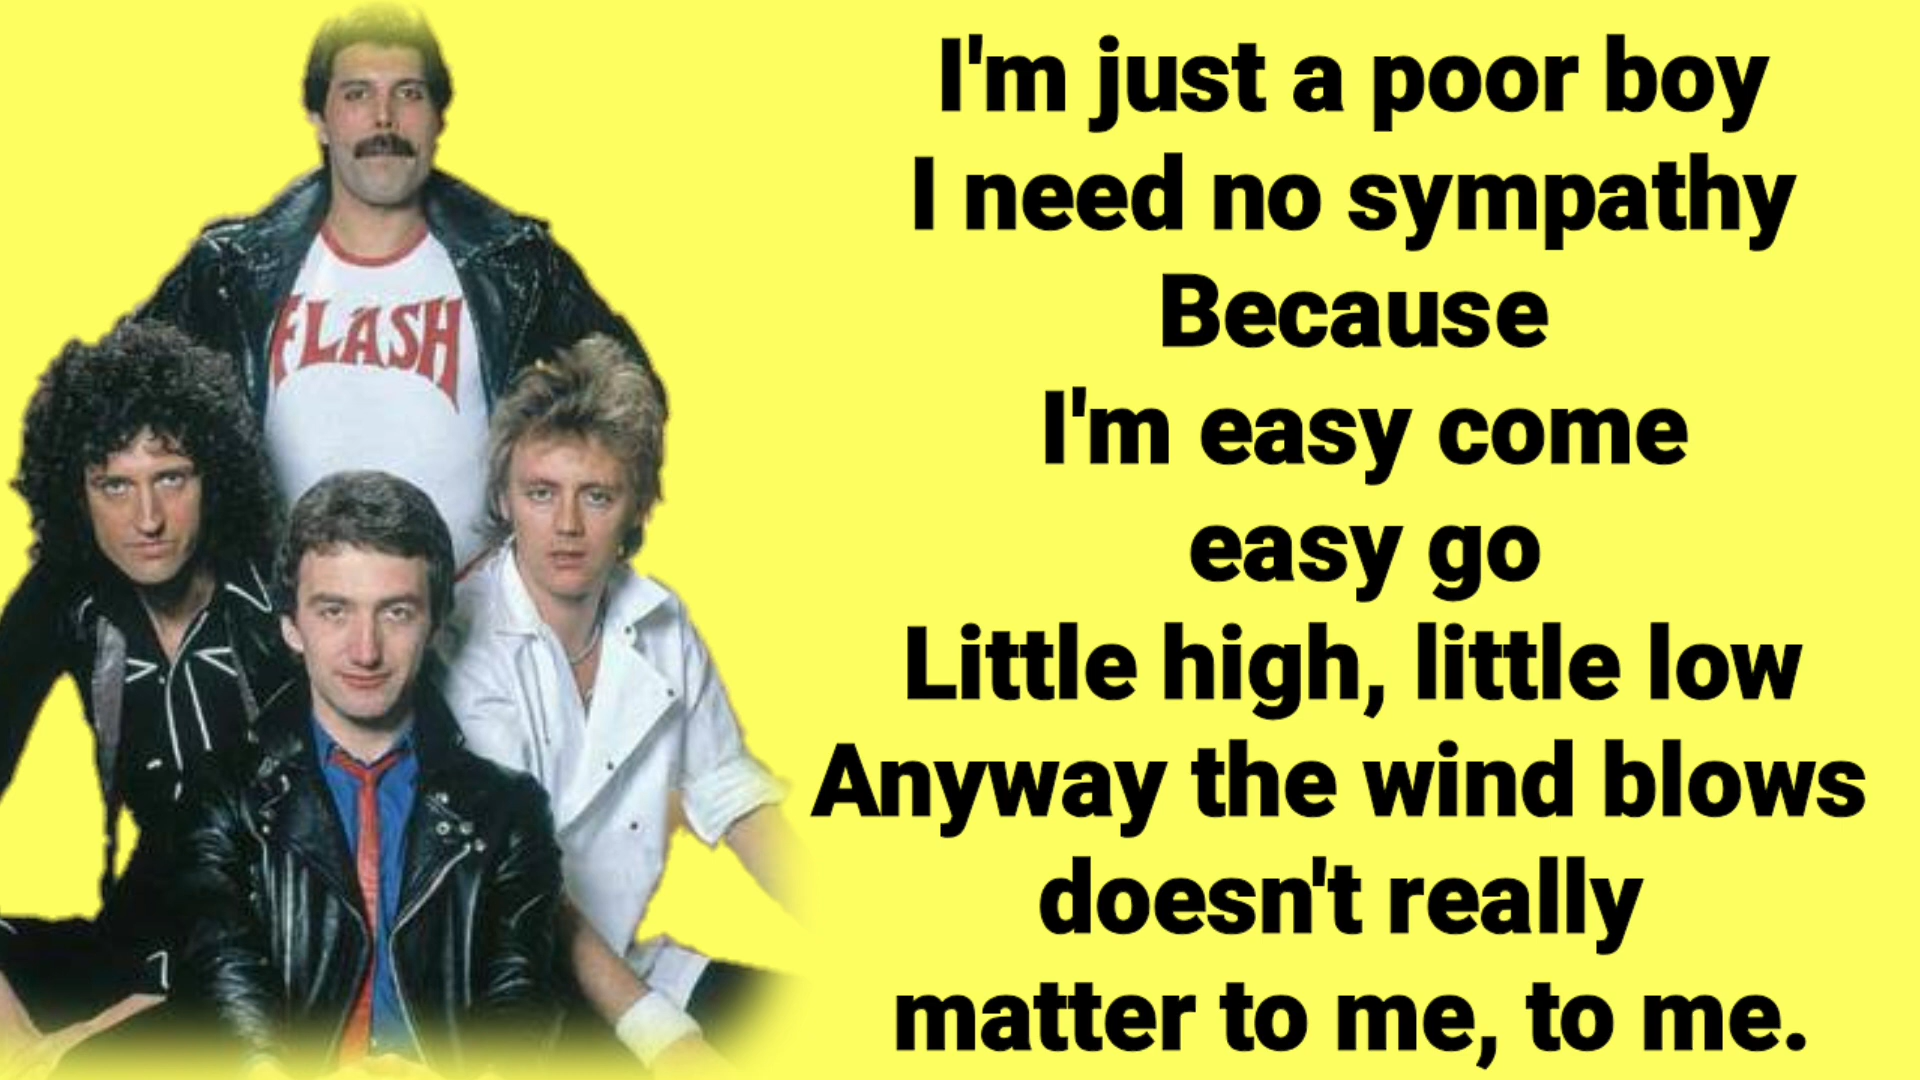 FLASH
I'm just a poor boy
I need no sympathy
Because
I'm easy come
easy go
Little high, little low
Anyway the wind blows
doesn't really
matter to me, to me.